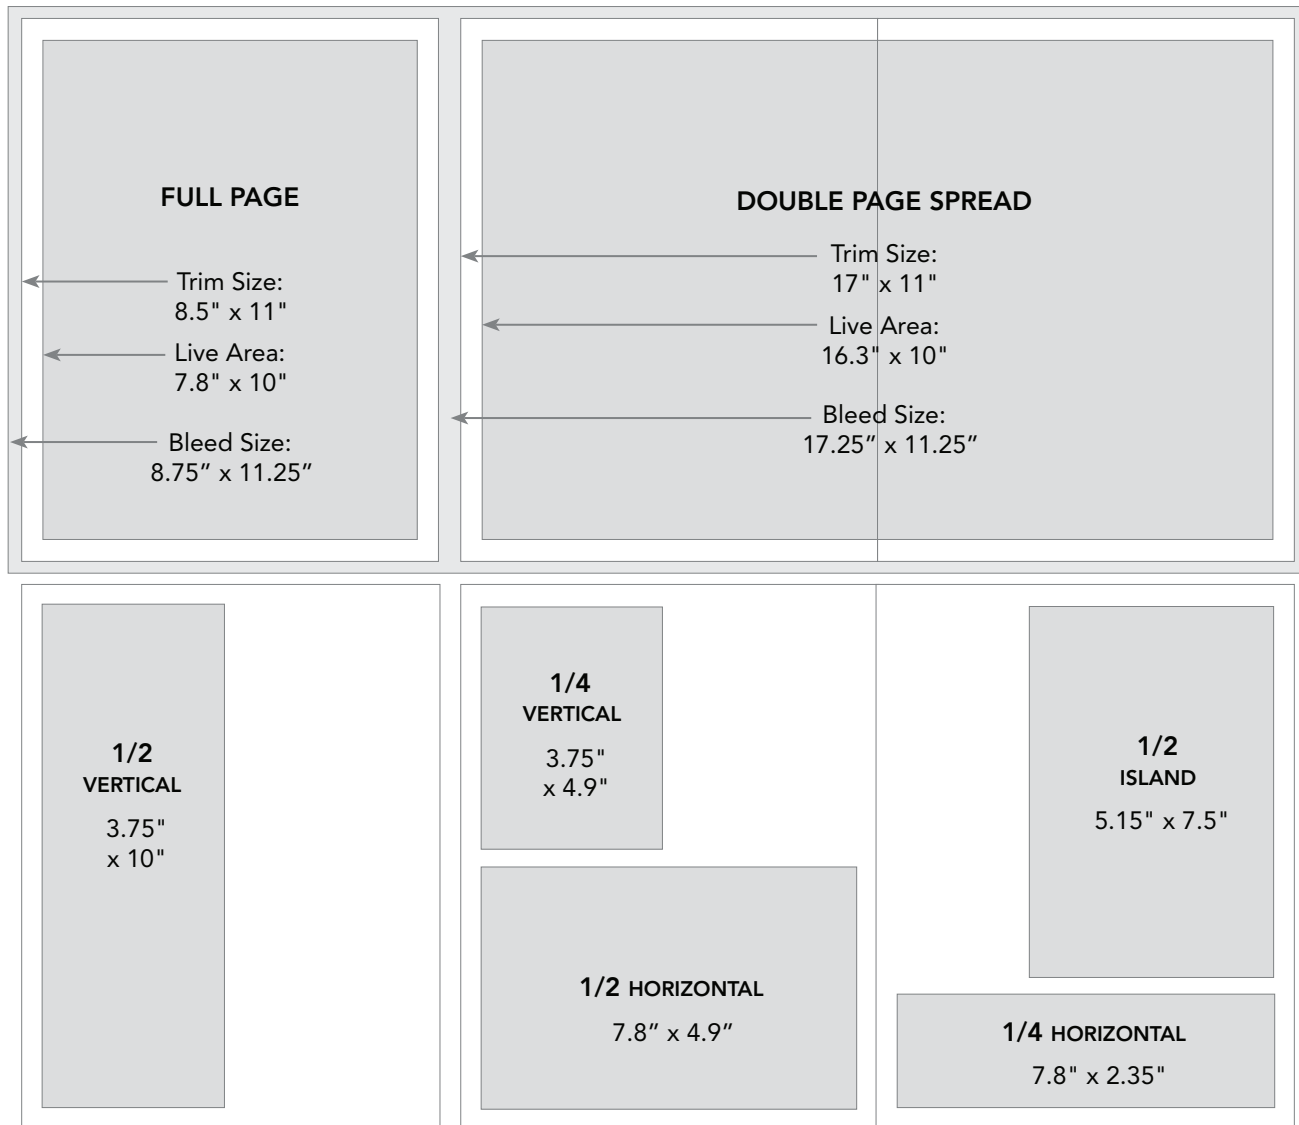 FULL PAGE
Trim Size:
8.5" x 11"
Live Area:
7.8" x 10"
Bleed Size:
8.75” x 11.25”
DOUBLE PAGE SPREAD
Trim Size:
17" x 11"
Live Area:
16.3" x 10"
Bleed Size:
17.25” x 11.25”
1/2
VERTICAL
3.75"
x 10"
1/4
VERTICAL
3.75"
x 4.9"
1/2 HORIZONTAL
7.8” x 4.9”
1/2
ISLAND
5.15" x 7.5"
1/4 HORIZONTAL
7.8" x 2.35"